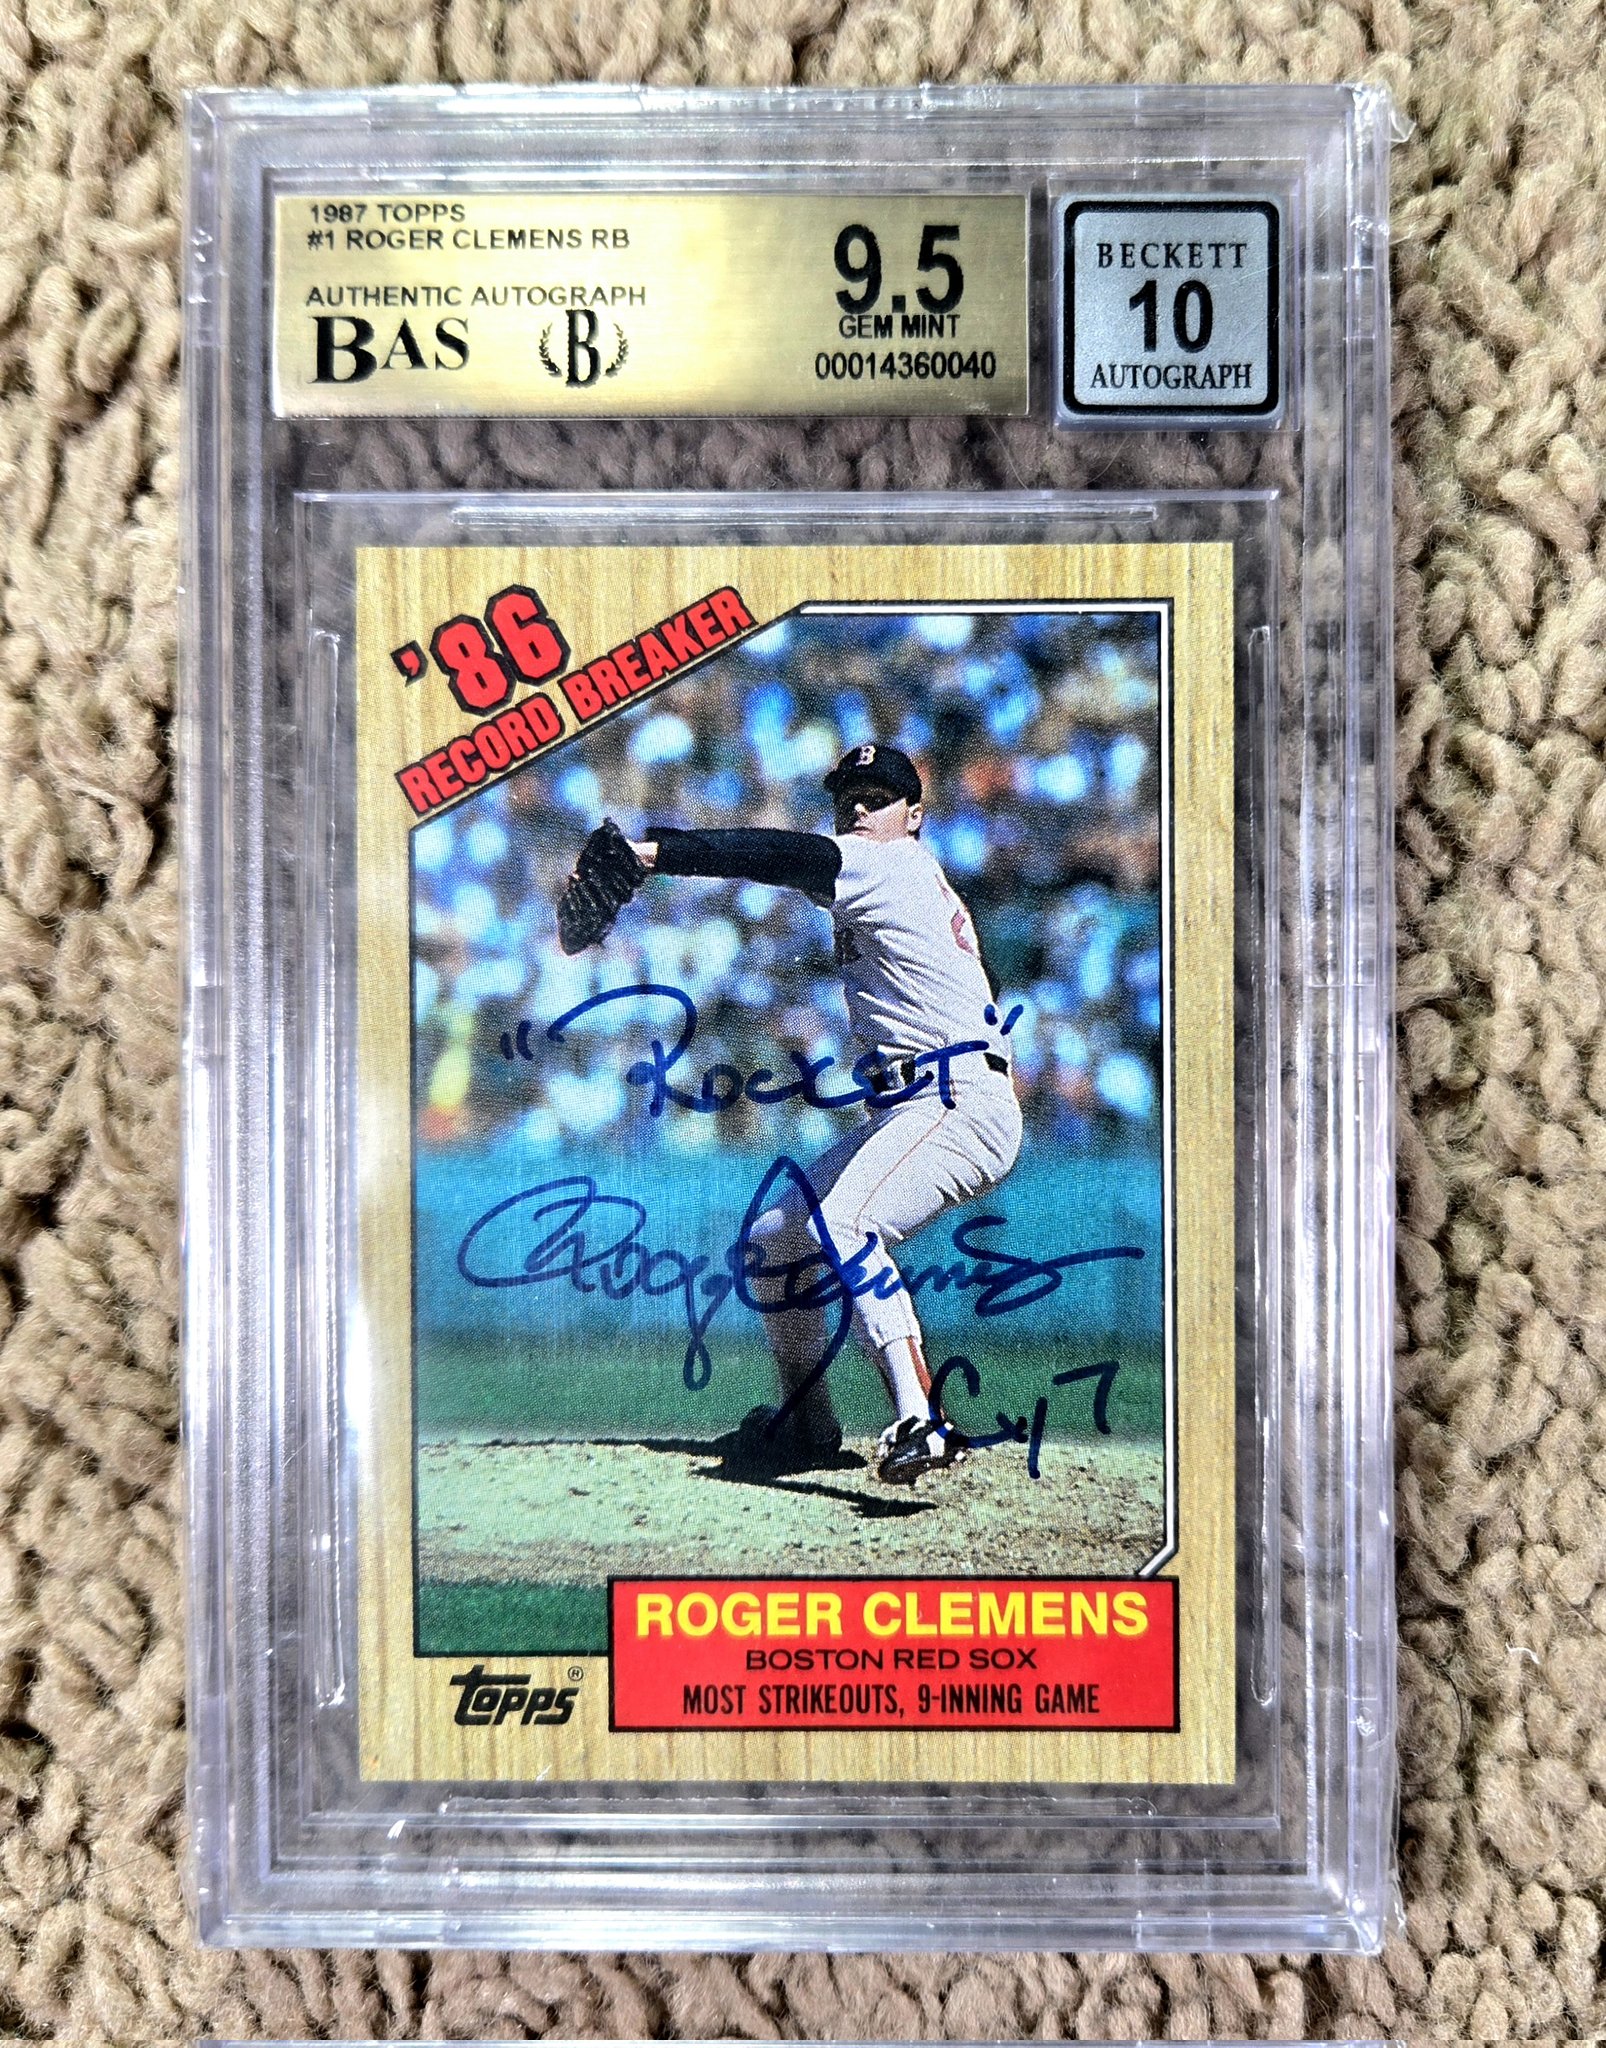 1987 TOPPS
#1 ROGER CLEMENS RB
AUTHENTIC AUTOGRAPH
BAS B
9.5
GEM MINT
00014360040
BECKETT
10
AUTOGRAPH
'86
RECORD BREAKER
B
"ROCKET"
Roger Clemens
Cy 7
ROGER CLEMENS
BOSTON RED SOX
MOST STRIKEOUTS, 9-INNING GAME
topps®